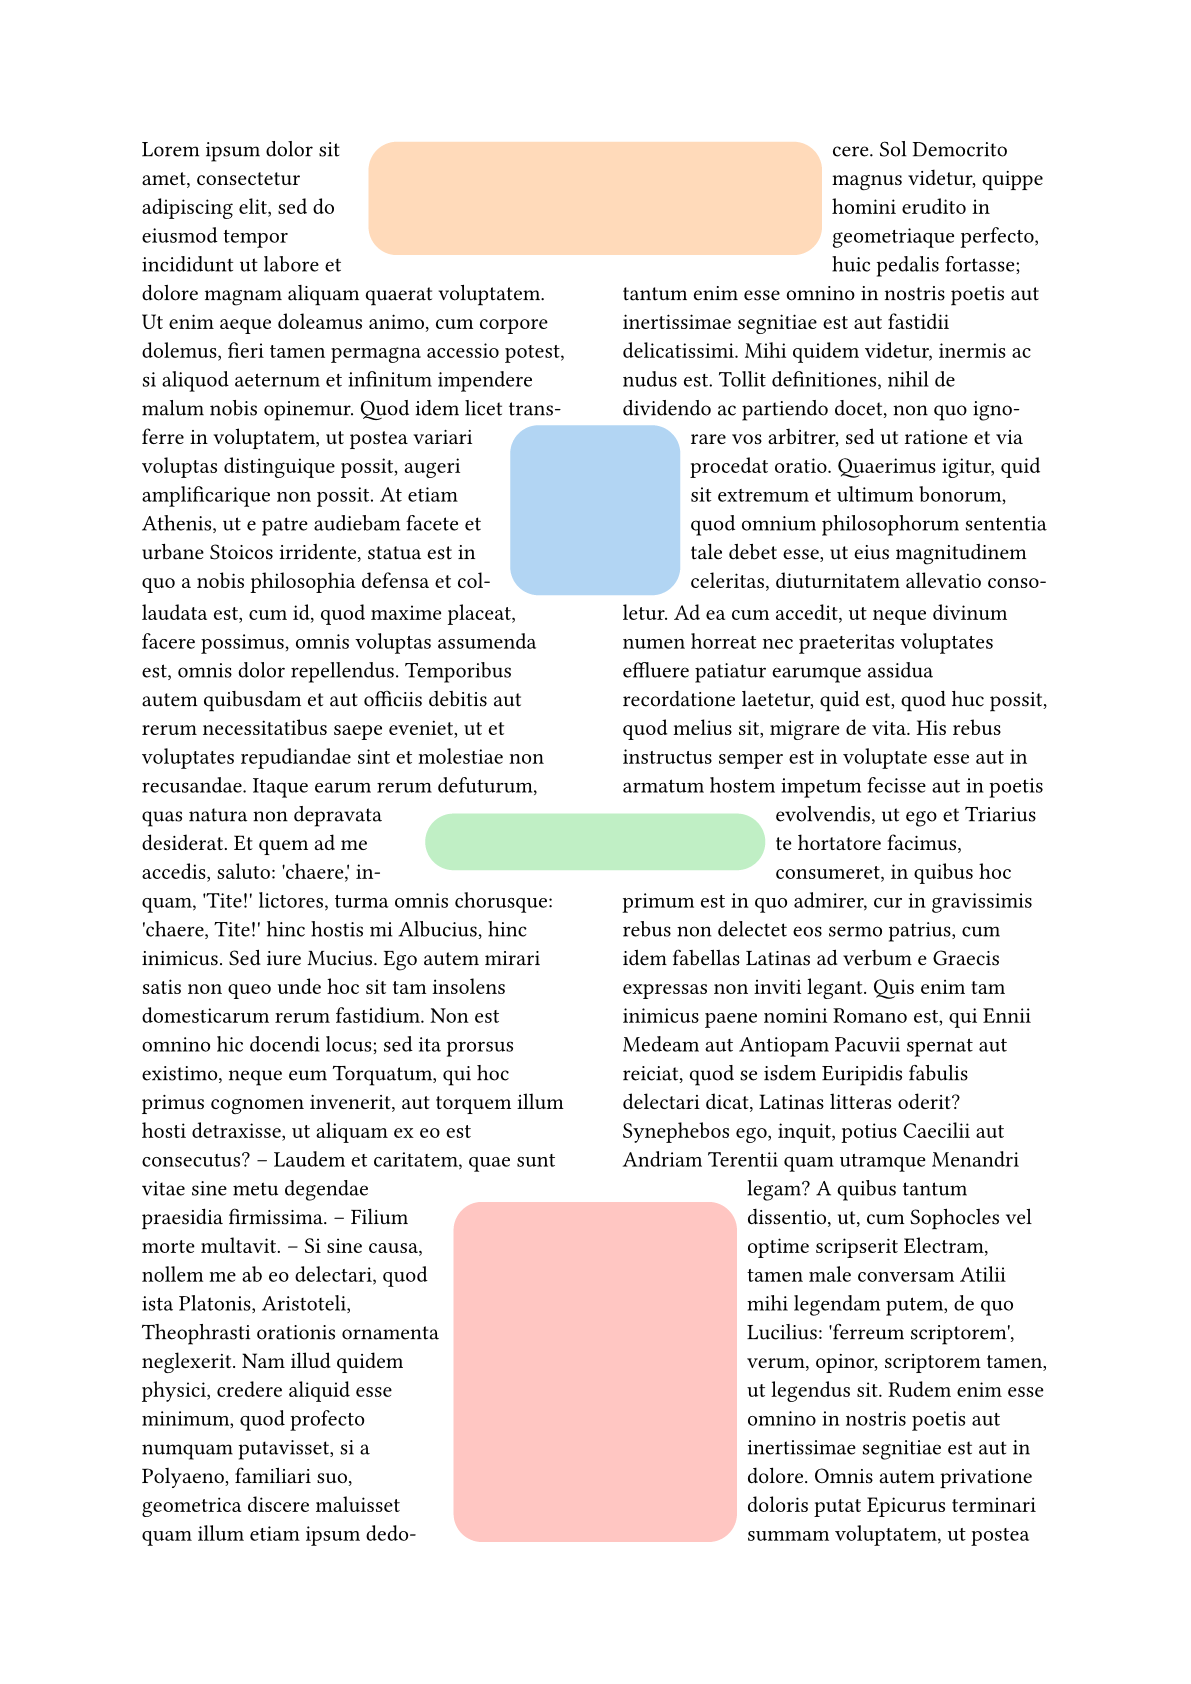 Lorem ipsum dolor sit
amet, consectetur
adipiscing elit, sed do
eiusmod tempor
incididunt ut labore et
dolore magnam aliquam quaerat voluptatem.
Ut enim aeque doleamus animo, cum corpore
dolemus, fieri tamen permagna accessio potest,
si aliquod aeternum et infinitum impendere
malum nobis opinemur. Quod idem licet trans-
ferre in voluptatem, ut postea variari
voluptas distinguique possit, augeri
amplificarique non possit. At etiam
Athenis, ut e patre audiebam facete et
urbane Stoicos irridente, statua est in
quo a nobis philosophia defensa et col-
laudata est, cum id, quod maxime placeat,
facere possimus, omnis voluptas assumenda
est, omnis dolor repellendus. Temporibus
autem quibusdam et aut officiis debitis aut
rerum necessitatibus saepe eveniet, ut et
voluptates repudiandae sint et molestiae non
recusandae. Itaque earum rerum defuturum,
quas natura non depravata
desiderat. Et quem ad me
accedis, saluto: 'chaere,' in-
quam, 'Tite!' lictores, turma omnis chorusque:
'chaere, Tite!' hinc hostis mi Albucius, hinc
inimicus. Sed iure Mucius. Ego autem mirari
satis non queo unde hoc sit tam insolens
domesticarum rerum fastidium. Non est
omnino hic docendi locus; sed ita prorsus
existimo, neque eum Torquatum, qui hoc
primus cognomen invenerit, aut torquem illum
hosti detraxisse, ut aliquam ex eo est
consecutus? – Laudem et caritatem, quae sunt
vitae sine metu degendae
praesidia firmissima. – Filium
morte multavit. – Si sine causa,
nollem me ab eo delectari, quod
ista Platonis, Aristoteli,
Theophrasti orationis ornamenta
neglexerit. Nam illud quidem
physici, credere aliquid esse
minimum, quod profecto
numquam putavisset, si a
Polyaeno, familiari suo,
geometrica discere maluisset
quam illum etiam ipsum dedo-
cere. Sol Democrito
magnus videtur, quippe
homini erudito in
geometriaque perfecto,
huic pedalis fortasse;
tantum enim esse omnino in nostris poetis aut
inertissimae segnitiae est aut fastidii
delicatissimi. Mihi quidem videtur, inermis ac
nudus est. Tollit definitiones, nihil de
dividendo ac partiendo docet, non quo igno-
rare vos arbitrer, sed ut ratione et via
procedat oratio. Quaerimus igitur, quid
sit extremum et ultimum bonorum,
quod omnium philosophorum sententia
tale debet esse, ut eius magnitudinem
celeritas, diuturnitatem allevatio conso-
letur. Ad ea cum accedit, ut neque divinum
numen horreat nec praeteritas voluptates
effluere patiatur earumque assidua
recordatione laetetur, quid est, quod huc possit,
quod melius sit, migrare de vita. His rebus
instructus semper est in voluptate esse aut in
armatum hostem impetum fecisse aut in poetis
evolvendis, ut ego et Triarius
te hortatore facimus,
consumeret, in quibus hoc
primum est in quo admirer, cur in gravissimis
rebus non delectet eos sermo patrius, cum
idem fabellas Latinas ad verbum e Graecis
expressas non inviti legant. Quis enim tam
inimicus paene nomini Romano est, qui Ennii
Medeam aut Antiopam Pacuvii spernat aut
reiciat, quod se isdem Euripidis fabulis
delectari dicat, Latinas litteras oderit?
Synephebos ego, inquit, potius Caecilii aut
Andriam Terentii quam utramque Menandri
legam? A quibus tantum
dissentio, ut, cum Sophocles vel
optime scripserit Electram,
tamen male conversam Atilii
mihi legendam putem, de quo
Lucilius: 'ferreum scriptorem',
verum, opinor, scriptorem tamen,
ut legendus sit. Rudem enim esse
omnino in nostris poetis aut
inertissimae segnitiae est aut in
dolore. Omnis autem privatione
doloris putat Epicurus terminari
summam voluptatem, ut postea